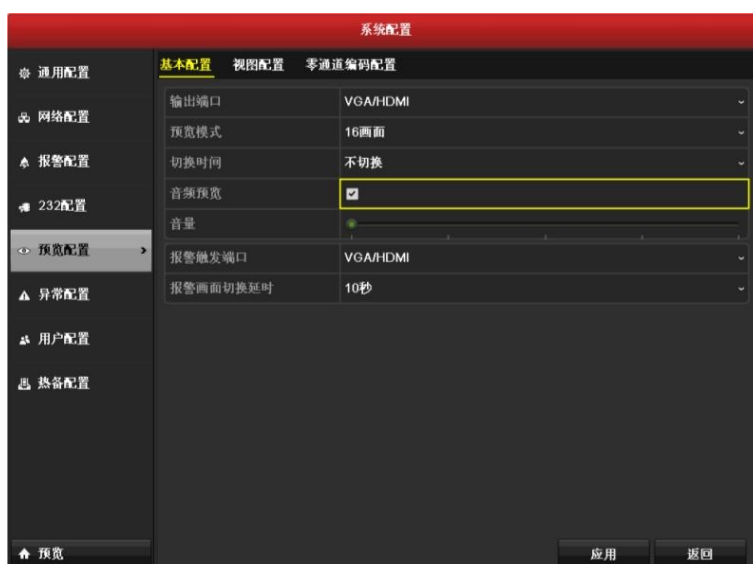 系统配置
通用配置
网络配置
报警配置
232配置
预览配置
异常配置
用户配置
热备配置
预览
基本配置 视图配置 零通道编码配置
输出端口 VGA/HDMI
预览模式 16画面
切换时间 不切换
音频预览
音量
报警触发端口 VGA/HDMI
报警画面切换延时 10秒
应用 返回